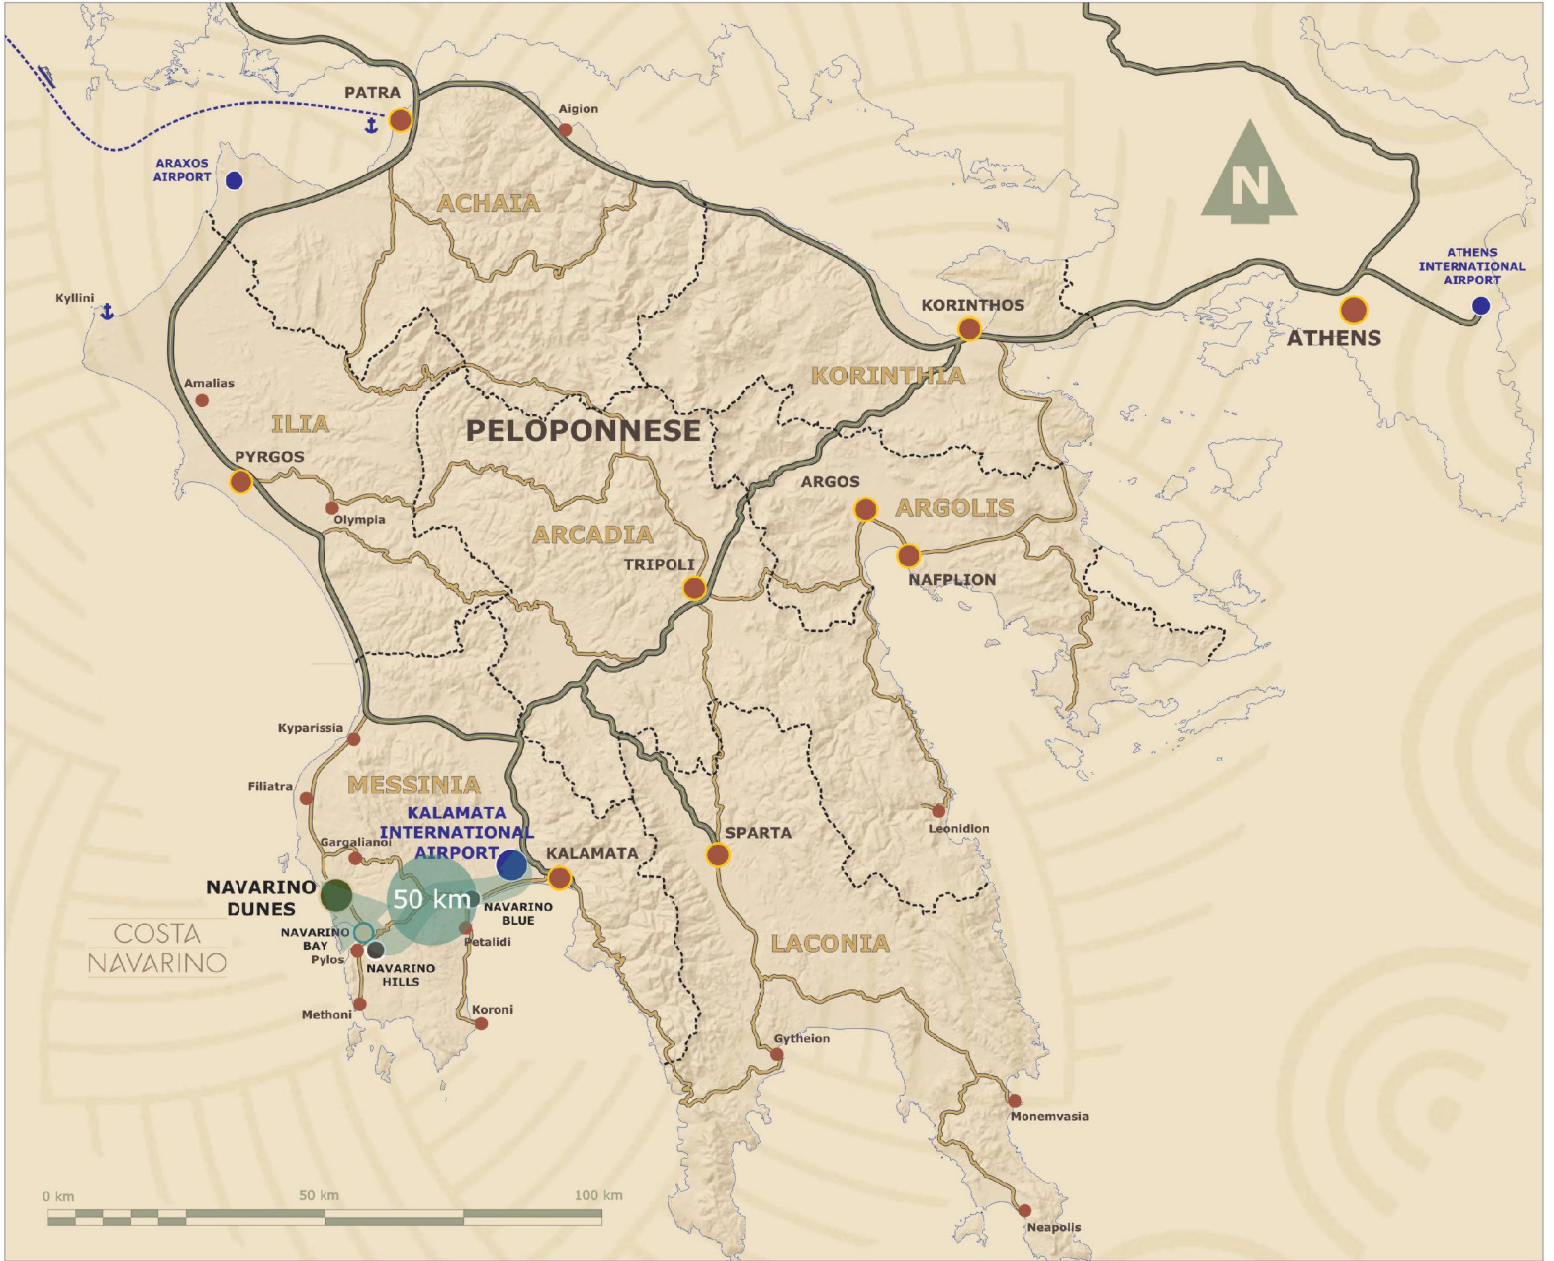 PATRA
Aigion
ARAXOS
AIRPORT
ACHAIA
N
ATHENS
INTERNATIONAL
AIRPORT
Kyllini
KORINTHOS
ATHENS
KORINTHIA
Amalias
ILIA
PELOPONNESE
PYRGOS
ARGOS
ARGOLIS
Olympia
ARCADIA
TRIPOLI
NAFPLION
Kyparissia
MESSINIA
Filiatra
KALAMATA
INTERNATIONAL
AIRPORT
Leonidion
SPARTA
Gargalianoi
KALAMATA
NAVARINO
DUNES
50 km
NAVARINO
BLUE
COSTA
NAVARINO
NAVARINO
BAY
Petalidi
LACONIA
Pylos
NAVARINO
HILLS
Methoni
Koroni
Gytheion
Monemvasia
0 km
50 km
100 km
Neapolis